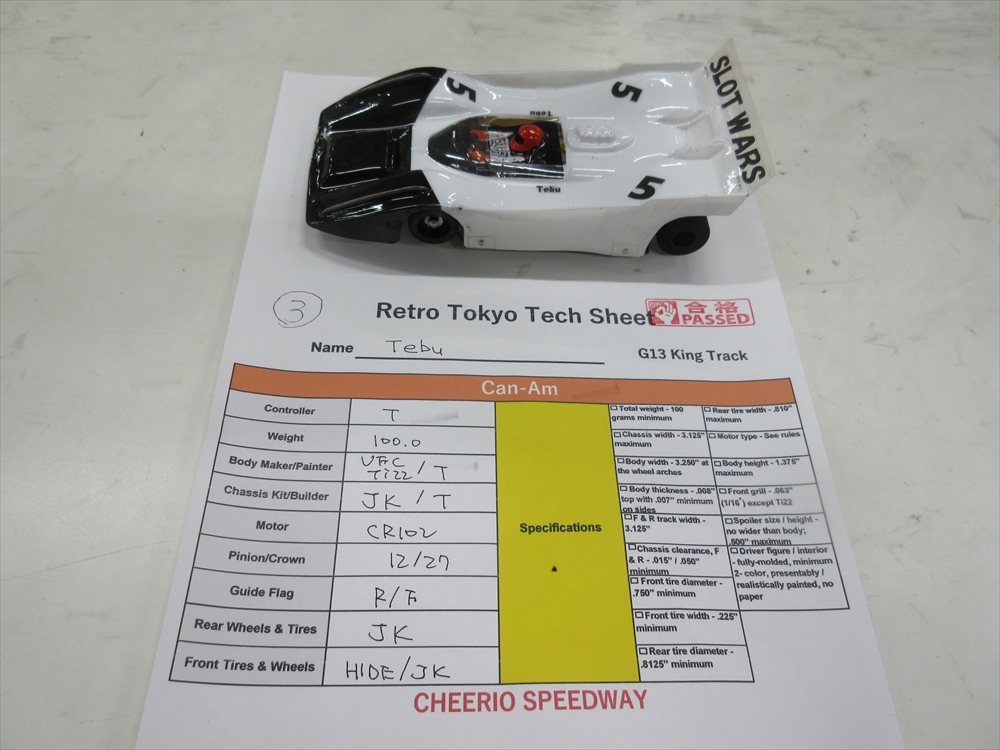 SLOT WARS
5
5
5
Tebu
Tebu
3
Retro Tokyo Tech Sheet
合格
PASSED
Name Tebu
G13 King Track
Can-Am
Controller T
Weight 100.0
Body Maker/Painter
Ti22 / T
Chassis Kit/Builder JK / T
Motor CR102
Pinion/Crown 12/27
Guide Flag R/F
Rear Wheels & Tires JK
Front Tires & Wheels HIDE/JK
Specifications
☐ Total weight - 100
grams minimum
☐ Chassis width - 3.125"
maximum
☐ Body width - 3.250" at
the wheel arches
☐ Body thickness - .008"
top with .007" minimum
on sides
☐ F & R track width -
3.125"
☐ Chassis clearance, F
& R - .015" / .050"
minimum
☐ Front tire diameter -
.750" minimum
☐ Front tire width - .225"
minimum
☐ Rear tire diameter -
.8125" minimum
☐ Rear tire width - .810"
maximum
☐ Motor type - See rules
☐ Body height - 1.375"
maximum
☐ Front grill - .063"
(1/16") except Ti22
☐ Spoiler size / height -
no wider than body;
.500" maximum
☐ Driver figure / interior
- fully-molded, minimum
2- color, presentably /
realistically painted, no
paper
CHEERIO SPEEDWAY